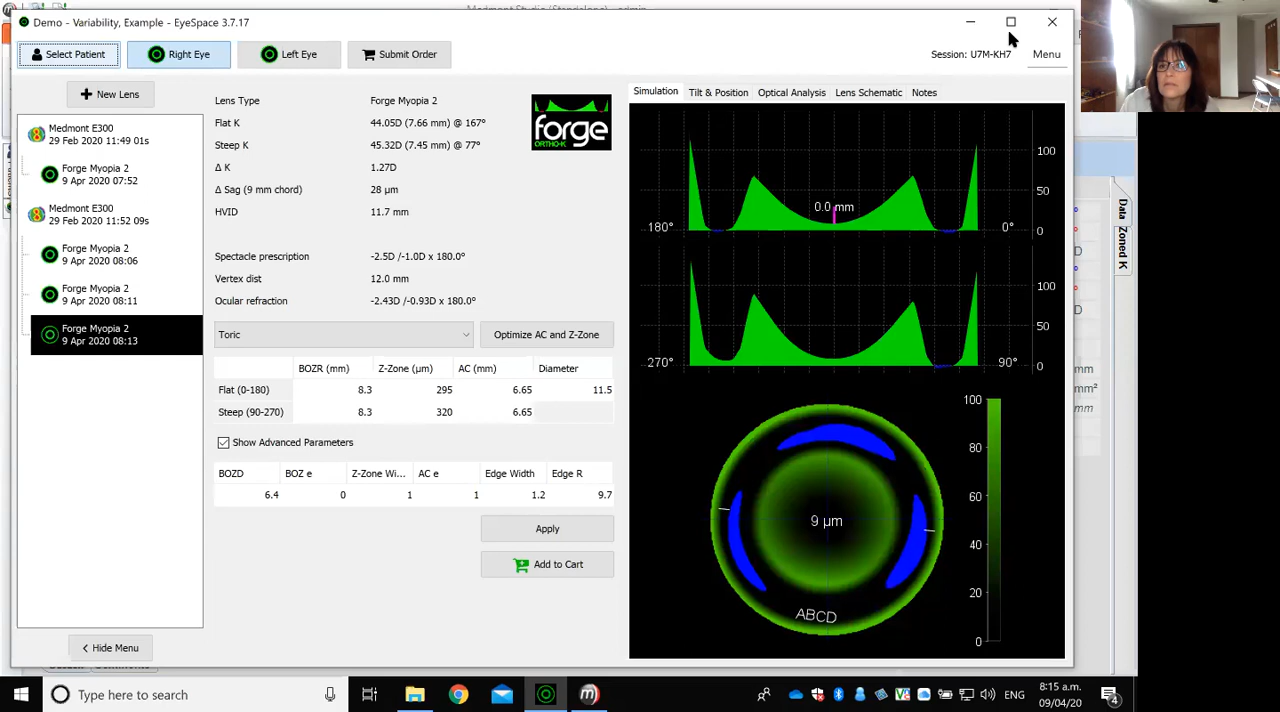 Demo - Variability, Example - EyeSpace 3.7.17
Select Patient
Right Eye
Left Eye
Submit Order
Session: U7M-KH7
Menu
New Lens
Medmont E300
29 Feb 2020 11:49 01s
Forge Myopia 2
9 Apr 2020 07:52
Medmont E300
29 Feb 2020 11:52 09s
Forge Myopia 2
9 Apr 2020 08:06
Forge Myopia 2
9 Apr 2020 08:11
Forge Myopia 2
9 Apr 2020 08:13
< Hide Menu
Lens Type Forge Myopia 2
Flat K 44.05D (7.66 mm) @ 167°
Steep K 45.32D (7.45 mm) @ 77°
Δ K 1.27D
Δ Sag (9 mm chord) 28 µm
HVID 11.7 mm
forge
ORTHO-K
Spectacle prescription -2.5D /-1.0D x 180.0°
Vertex dist 12.0 mm
Ocular refraction -2.43D /-0.93D x 180.0°
Toric
Optimize AC and Z-Zone
BOZR (mm) Z-Zone (µm) AC (mm) Diameter
Flat (0-180) 8.3 295 6.65 11.5
Steep (90-270) 8.3 320 6.65
Show Advanced Parameters
BOZD BOZ e Z-Zone Wi... AC e Edge Width Edge R
6.4 0 1 1 1.2 9.7
Apply
Add to Cart
Simulation Tilt & Position Optical Analysis Lens Schematic Notes
100
50
0
0.0 mm
180° 0°
100
50
0
270° 90°
9 µm
ABCD
100
80
60
40
20
0
Data
Zoned K
D
D
mm
mm²
mm
Type here to search
ENG
8:15 a.m.
09/04/20
4